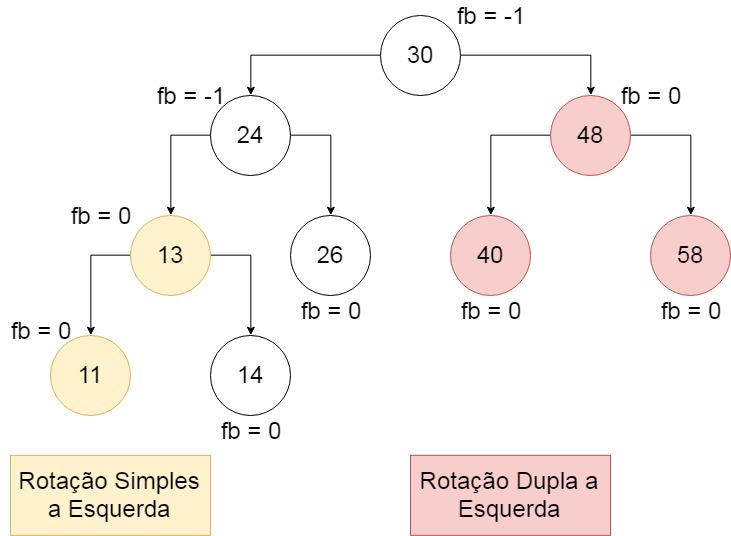 fb = -1
30
fb = -1
fb = 0
24
48
fb = 0
13
26
40
58
fb = 0
fb = 0
fb = 0
fb = 0
11
14
fb = 0
Rotação Simples
a Esquerda
Rotação Dupla a
Esquerda